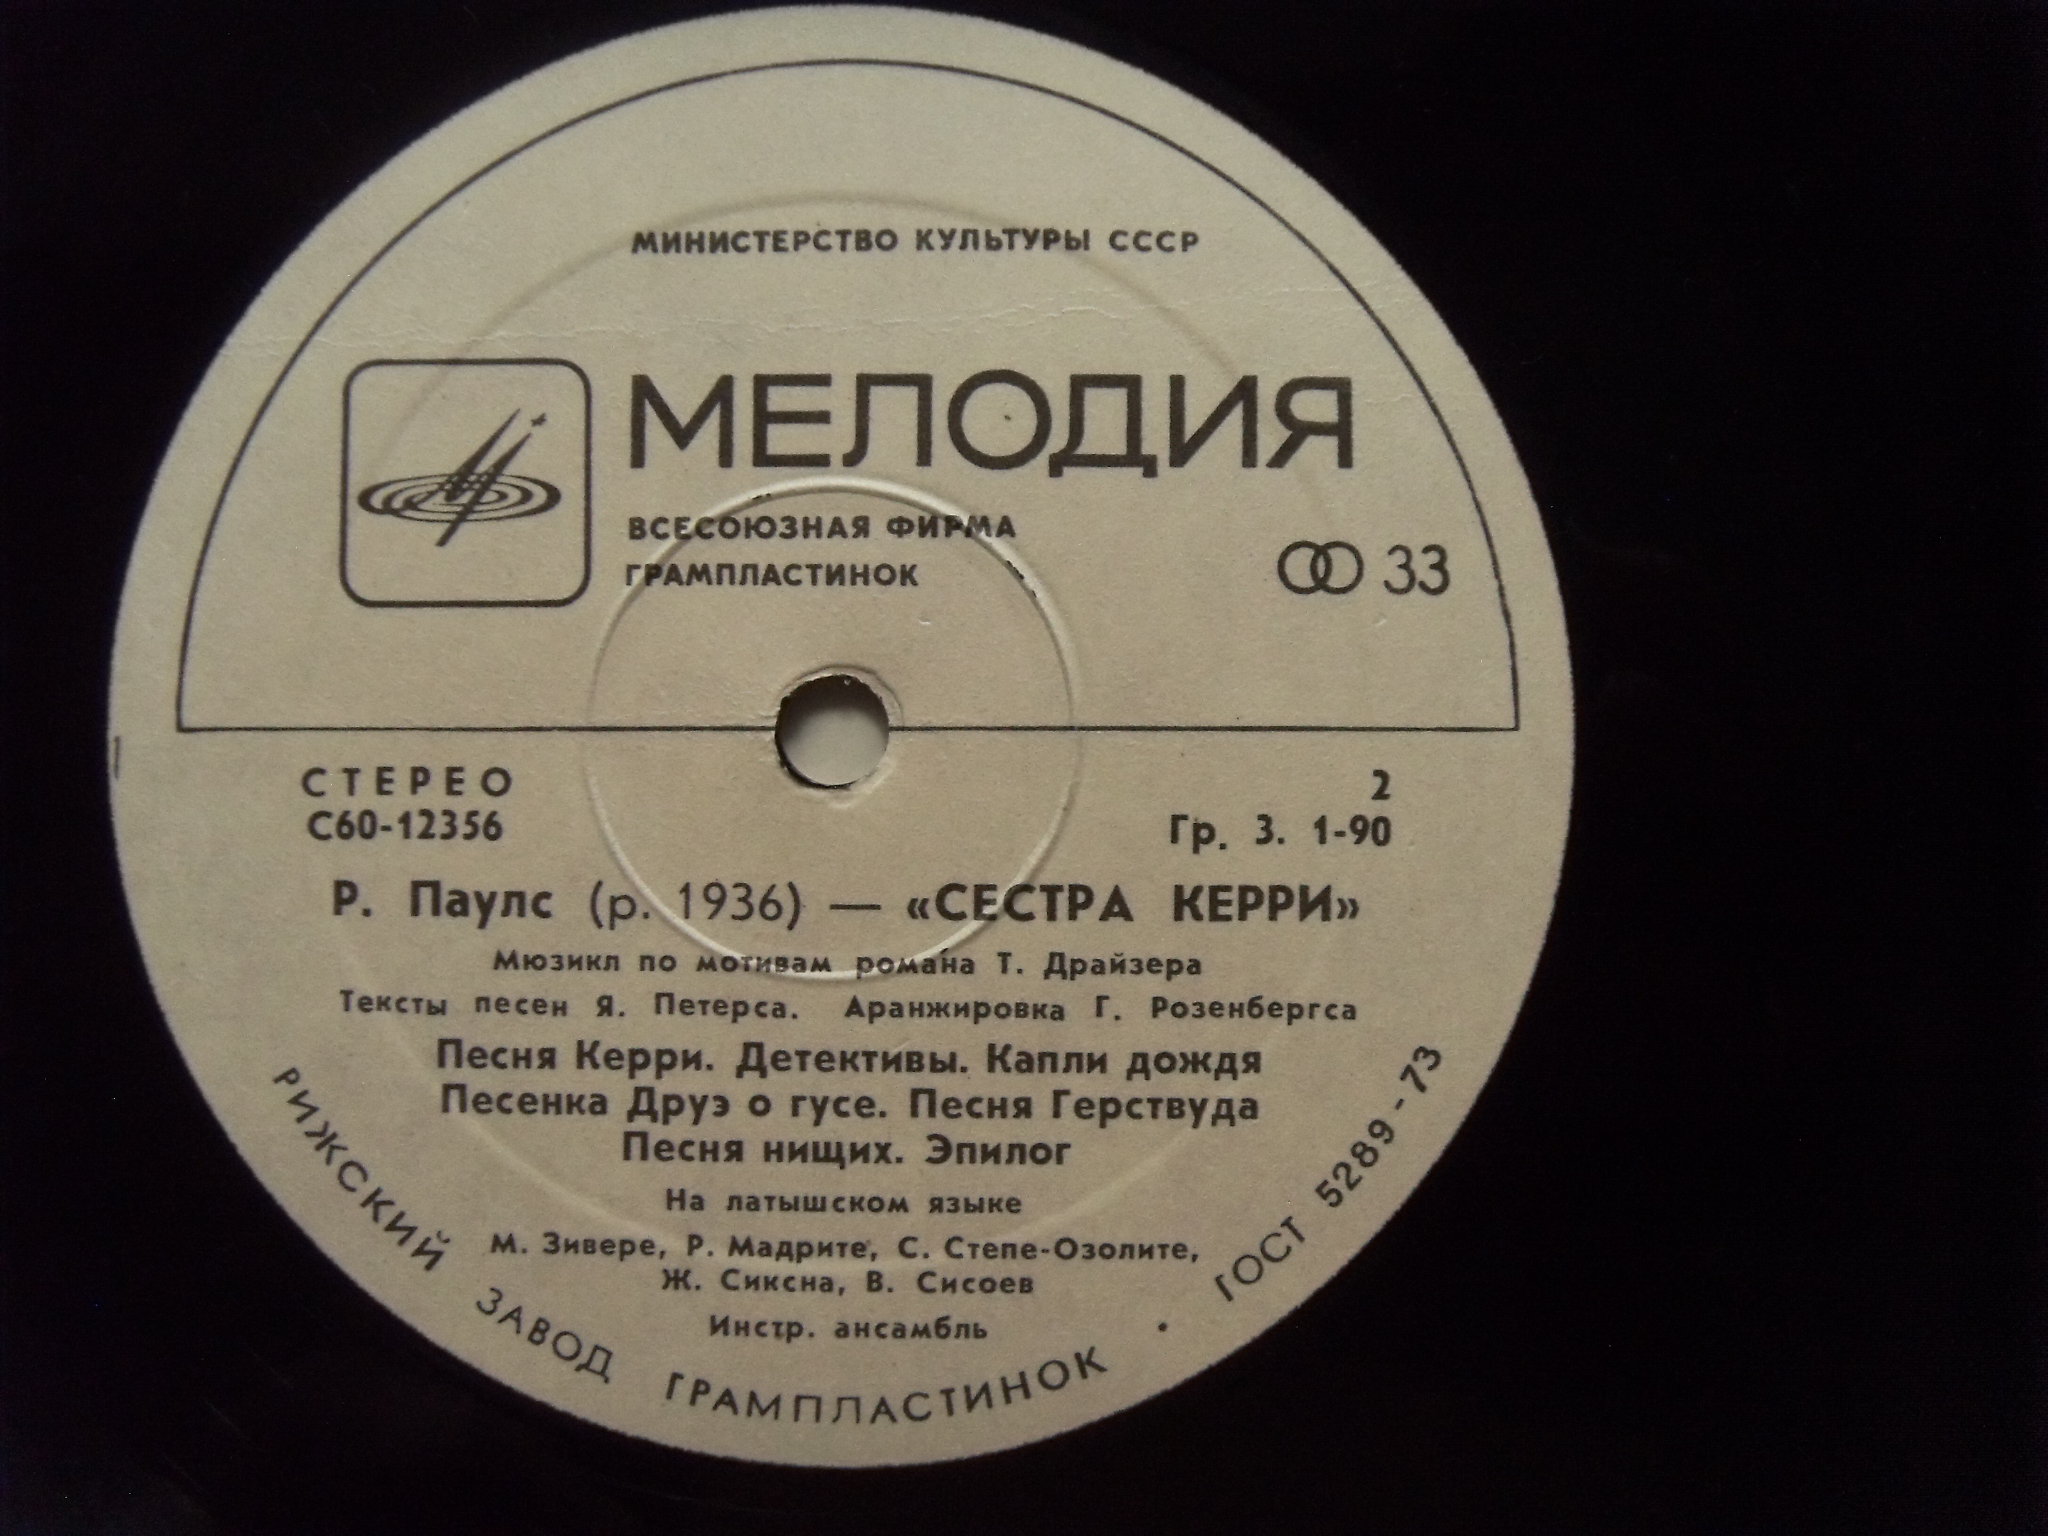 МИНИСТЕРСТВО КУЛЬТУРЫ СССР
МЕЛОДИЯ
ВСЕСОЮЗНАЯ ФИРМА
ГРАМПЛАСТИНОК
33
СТЕРЕО
2
С60-12356
Гр. 3. 1-90
Р. Паулс (р. 1936) — «СЕСТРА КЕРРИ»
Мюзикл по мотивам романа Т. Драйзера
Тексты песен Я. Петерса. Аранжировка Г. Розенбергса
Песня Керри. Детективы. Капли дождя
Песенка Друэ о гусе. Песня Герствуда
Песня нищих. Эпилог
На латышском языке
М. Зивере, Р. Мадрите, С. Степе-Озолите,
Ж. Сиксна, В. Сисоев
Инстр. ансамбль
РИЖСКИЙ ЗАВОД ГРАМПЛАСТИНОК · ГОСТ 5289-73